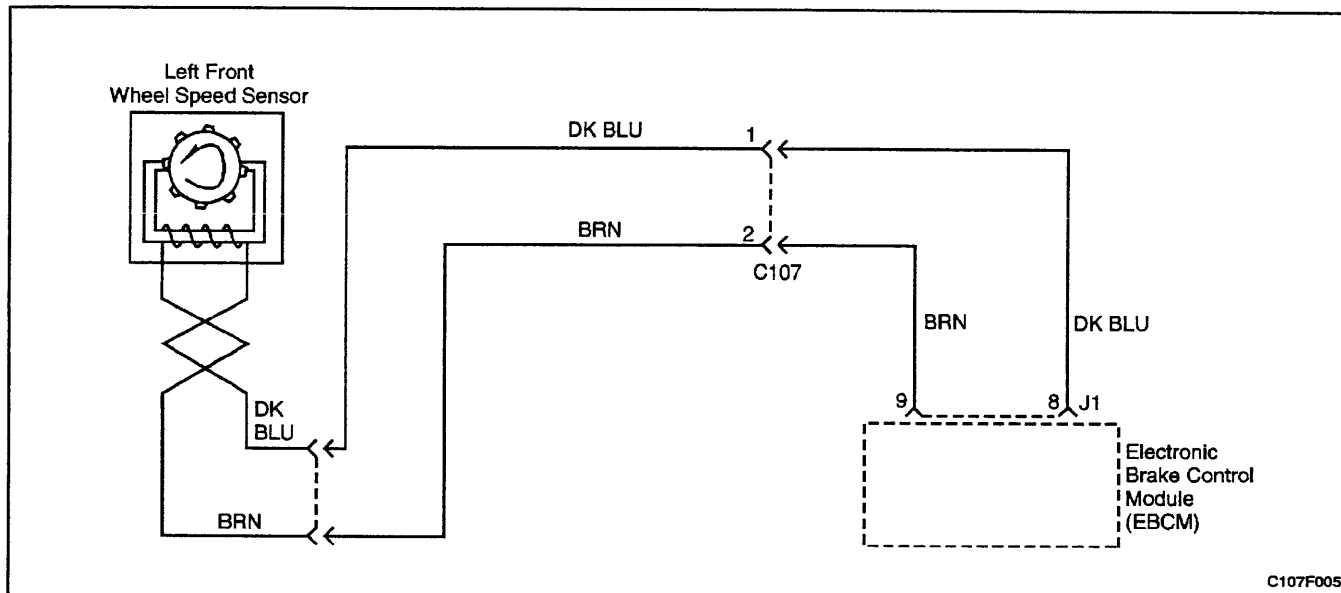 Left Front
Wheel Speed Sensor
DK BLU
1
BRN
2
C107
BRN
DK BLU
DK
BLU
9
8 J1
Electronic
Brake Control
Module
(EBCM)
BRN
C107F005